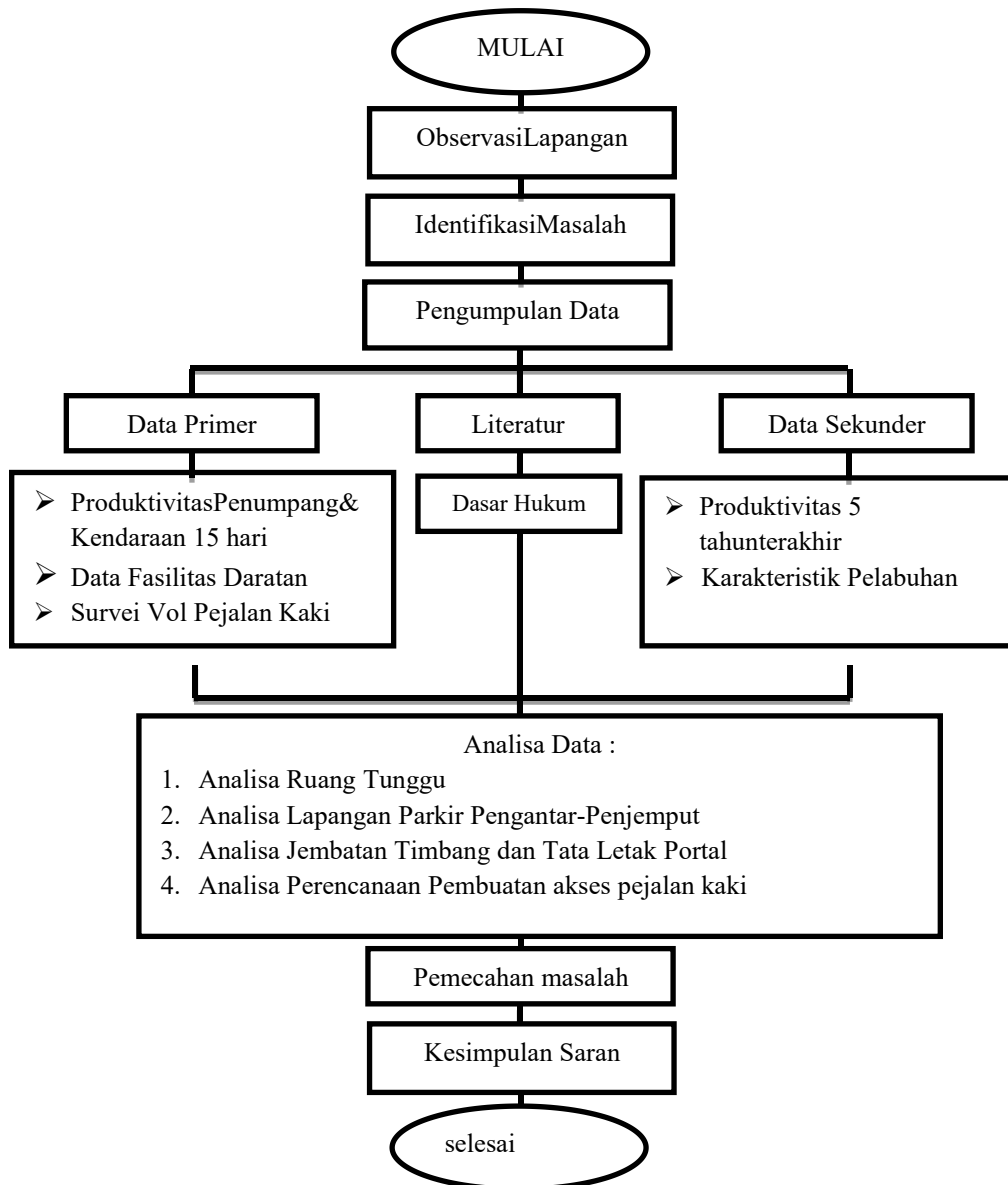 MULAI
ObservasiLapangan
IdentifikasiMasalah
Pengumpulan Data
Data Primer
Literatur
Data Sekunder
➢ ProduktivitasPenumpang&
Kendaraan 15 hari
➢ Data Fasilitas Daratan
➢ Survei Vol Pejalan Kaki
Dasar Hukum
➢ Produktivitas 5
tahunterakhir
➢ Karakteristik Pelabuhan
Analisa Data :
1. Analisa Ruang Tunggu
2. Analisa Lapangan Parkir Pengantar-Penjemput
3. Analisa Jembatan Timbang dan Tata Letak Portal
4. Analisa Perencanaan Pembuatan akses pejalan kaki
Pemecahan masalah
Kesimpulan Saran
selesai